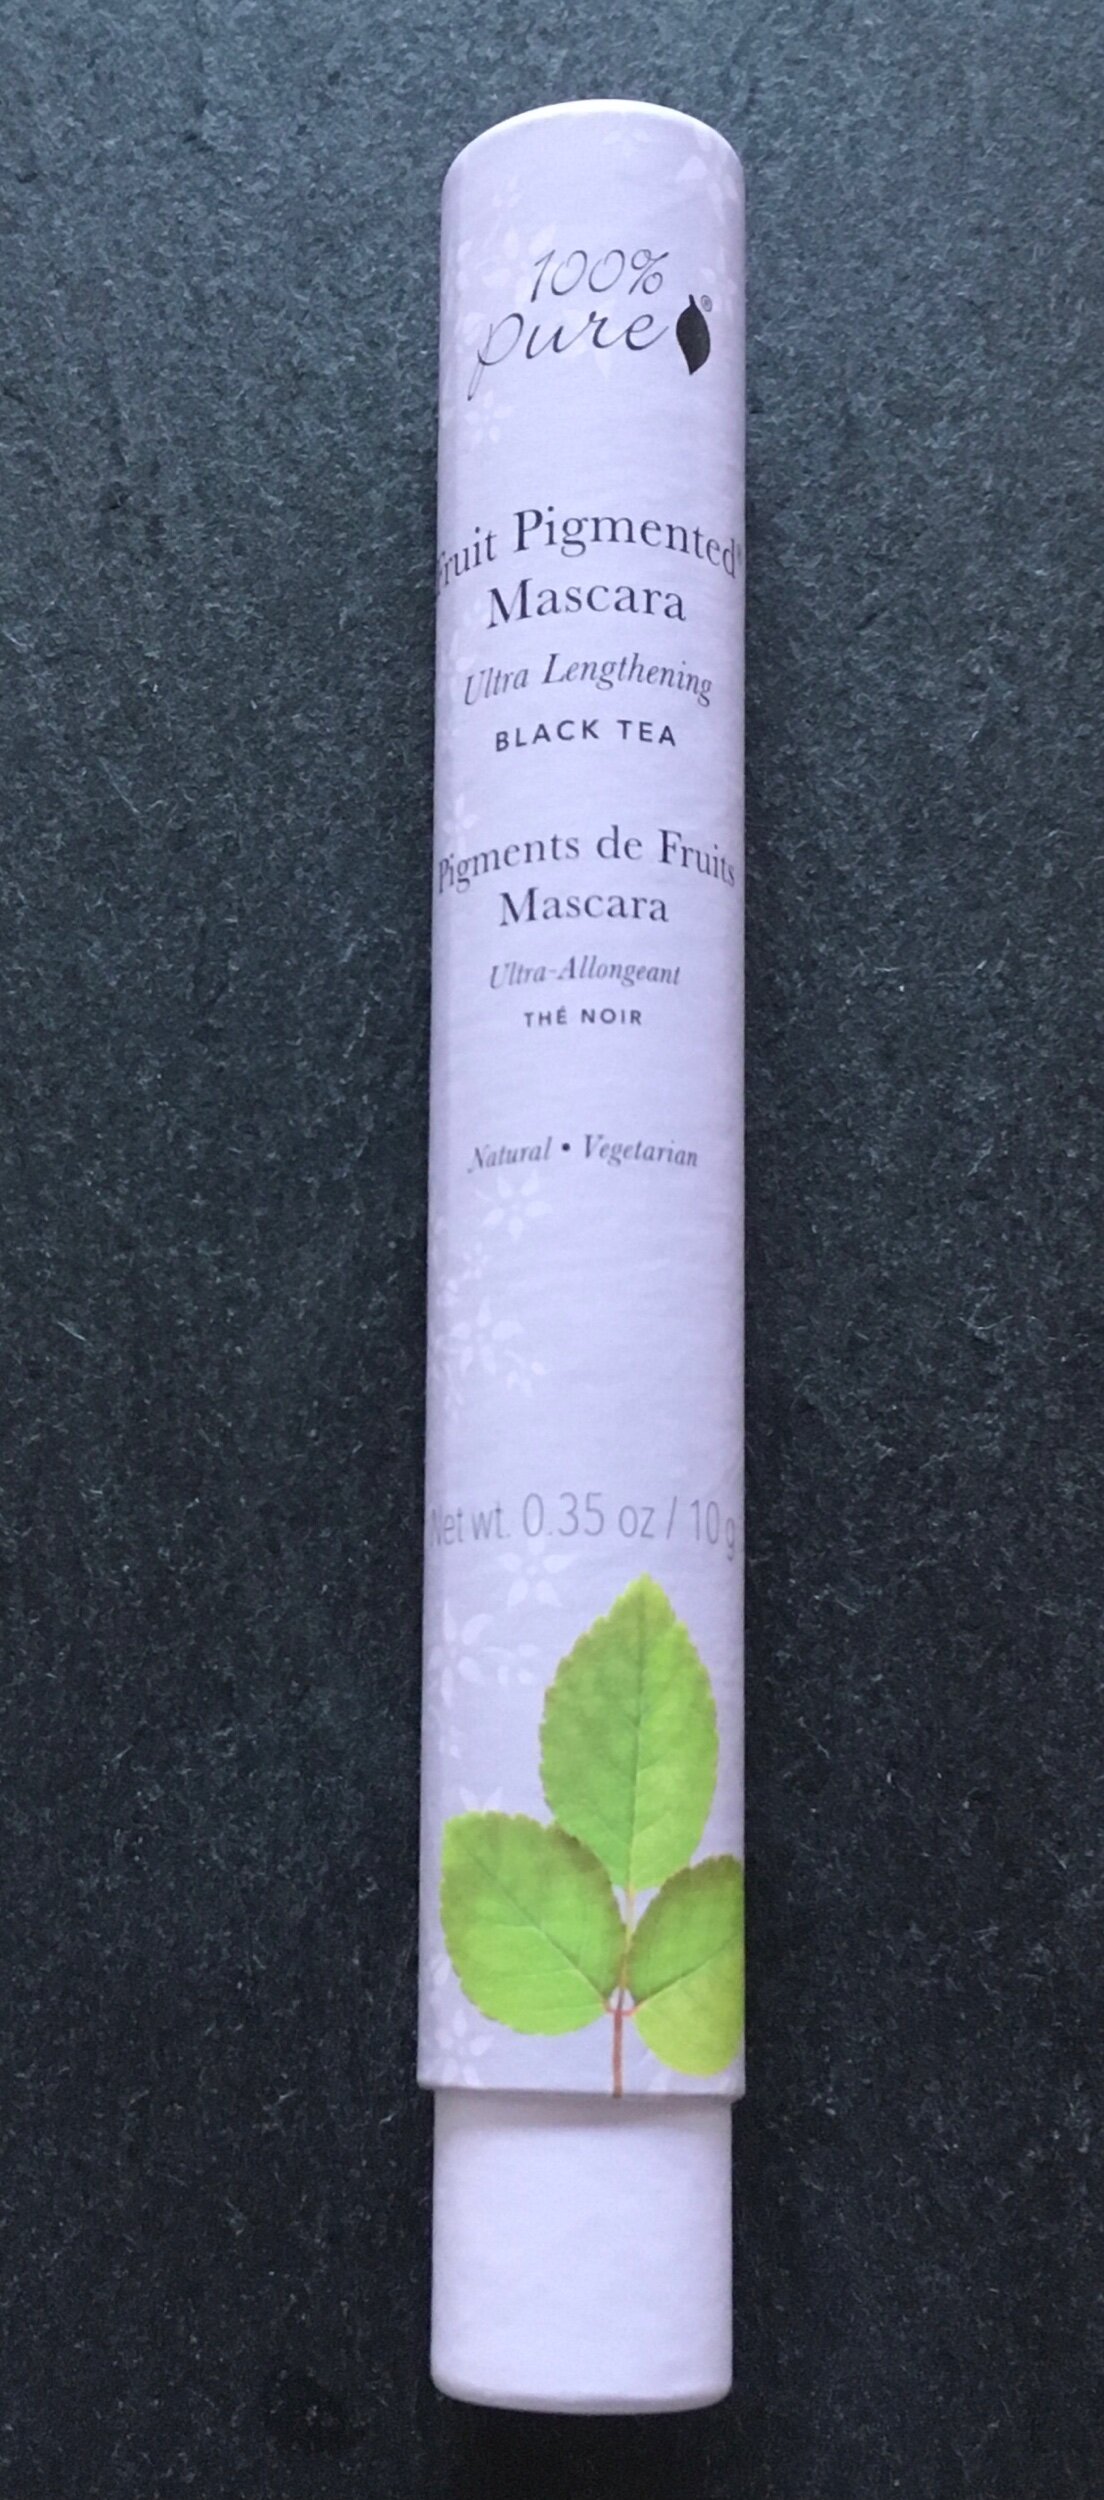 100%
pure®
Fruit Pigmented®
Mascara
Ultra Lengthening
BLACK TEA
Pigments de Fruits
Mascara
Ultra-Allongeant
THÉ NOIR
Natural • Vegetarian
Net wt. 0.35 oz / 10 g